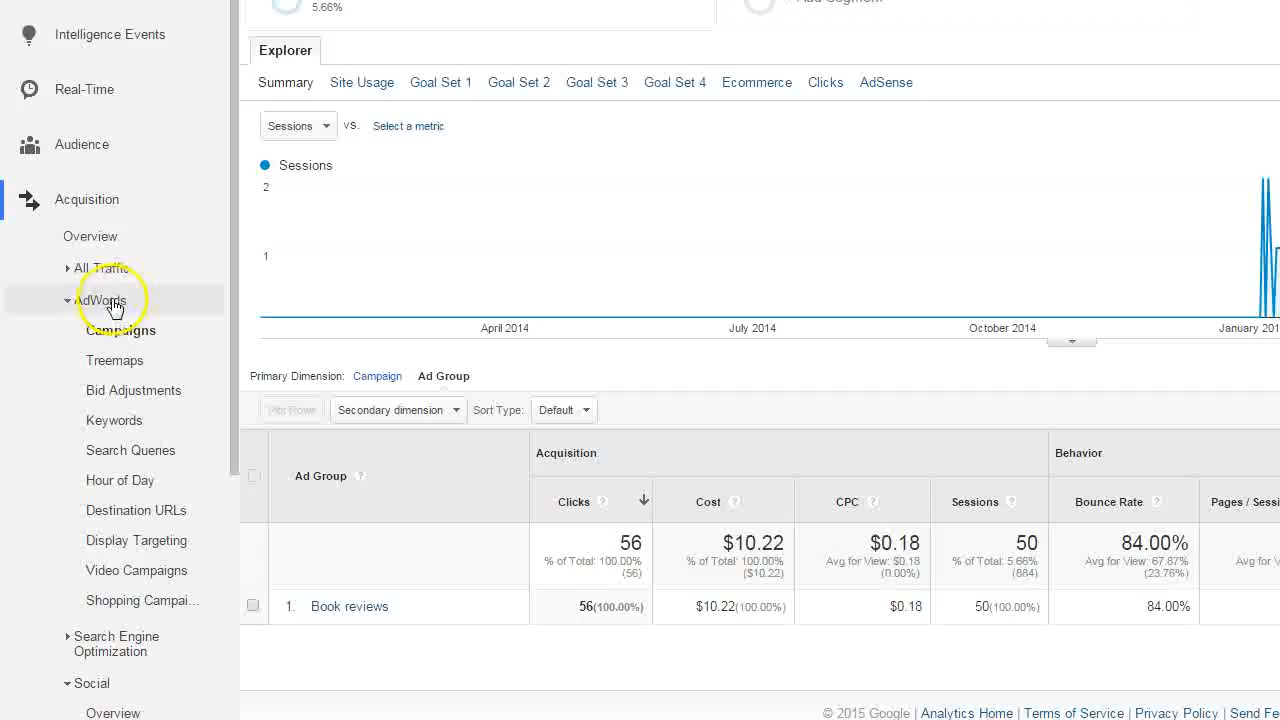 5.66%
Intelligence Events
Explorer
Summary Site Usage Goal Set 1 Goal Set 2 Goal Set 3 Goal Set 4 Ecommerce Clicks AdSense
Real-Time
Sessions vs. Select a metric
Audience
Sessions
2
Acquisition
Overview
1
All Traffic
AdWords
April 2014 July 2014 October 2014
Campaigns
Treemaps
Primary Dimension: Campaign Ad Group
Bid Adjustments
Plot Rows Secondary dimension Sort Type: Default
Keywords
Search Queries
Acquisition Behavior
Hour of Day
Ad Group ?
Clicks ? Cost ? CPC ? Sessions ? Bounce Rate ?
Destination URLs
Display Targeting
Video Campaigns
56 $10.22 $0.18 50 84.00%
% of Total: 100.00% % of Total: 100.00% Avg for View: $0.18 % of Total: 5.66% Avg for View: 67.87% Avg for
(56) ($10.22) (0.00%) (884) (23.76%)
Shopping Campai...
1. Book reviews 56(100.00%) $10.22(100.00%) $0.18 50(100.00%) 84.00%
Search Engine
Optimization
Social
Overview
© 2015 Google | Analytics Home | Terms of Service | Privacy Policy |